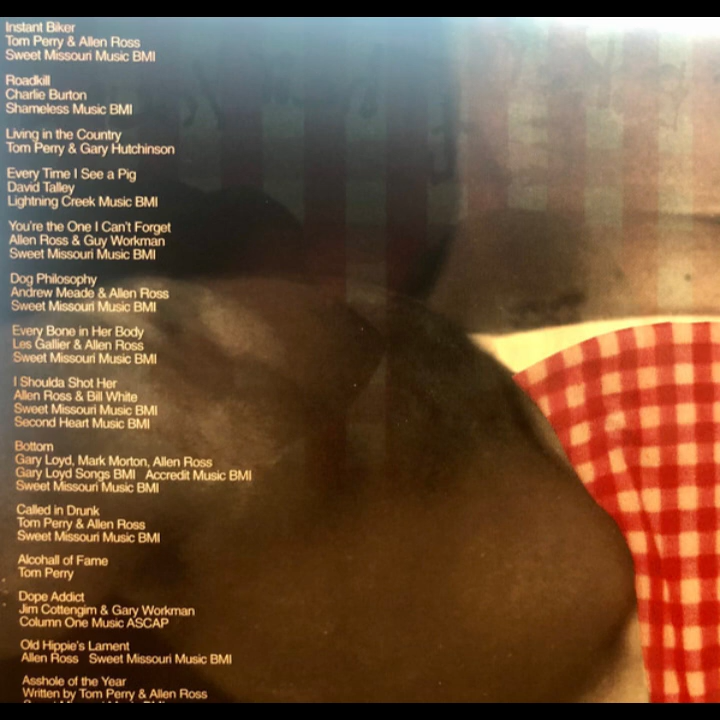 Instant Biker
Tom Perry & Allen Ross
Sweet Missouri Music BMI
Roadkill
Charlie Burton
Shameless Music BMI
Living in the Country
Tom Perry & Gary Hutchinson
Every Time I See a Pig
David Talley
Lightning Creek Music BMI
You're the One I Can't Forget
Allen Ross & Guy Workman
Sweet Missouri Music BMI
Dog Philosophy
Andrew Meade & Allen Ross
Sweet Missouri Music BMI
Every Bone in Her Body
Les Gallier & Allen Ross
Sweet Missouri Music BMI
I Shoulda Shot Her
Allen Ross & Bill White
Sweet Missouri Music BMI
Second Heart Music BMI
Bottom
Gary Loyd, Mark Morton, Allen Ross
Gary Loyd Songs BMI Accredit Music BMI
Sweet Missouri Music BMI
Called in Drunk
Tom Perry & Allen Ross
Sweet Missouri Music BMI
Alcohall of Fame
Tom Perry
Dope Addict
Jim Cottengim & Gary Workman
Column One Music ASCAP
Old Hippie's Lament
Allen Ross Sweet Missouri Music BMI
Asshole of the Year
Written by Tom Perry & Allen Ross